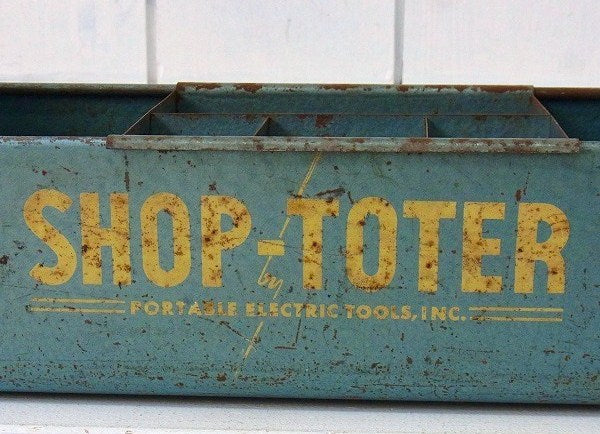 SHOP-TOTER
by
PORTABLE ELECTRIC TOOLS, INC.